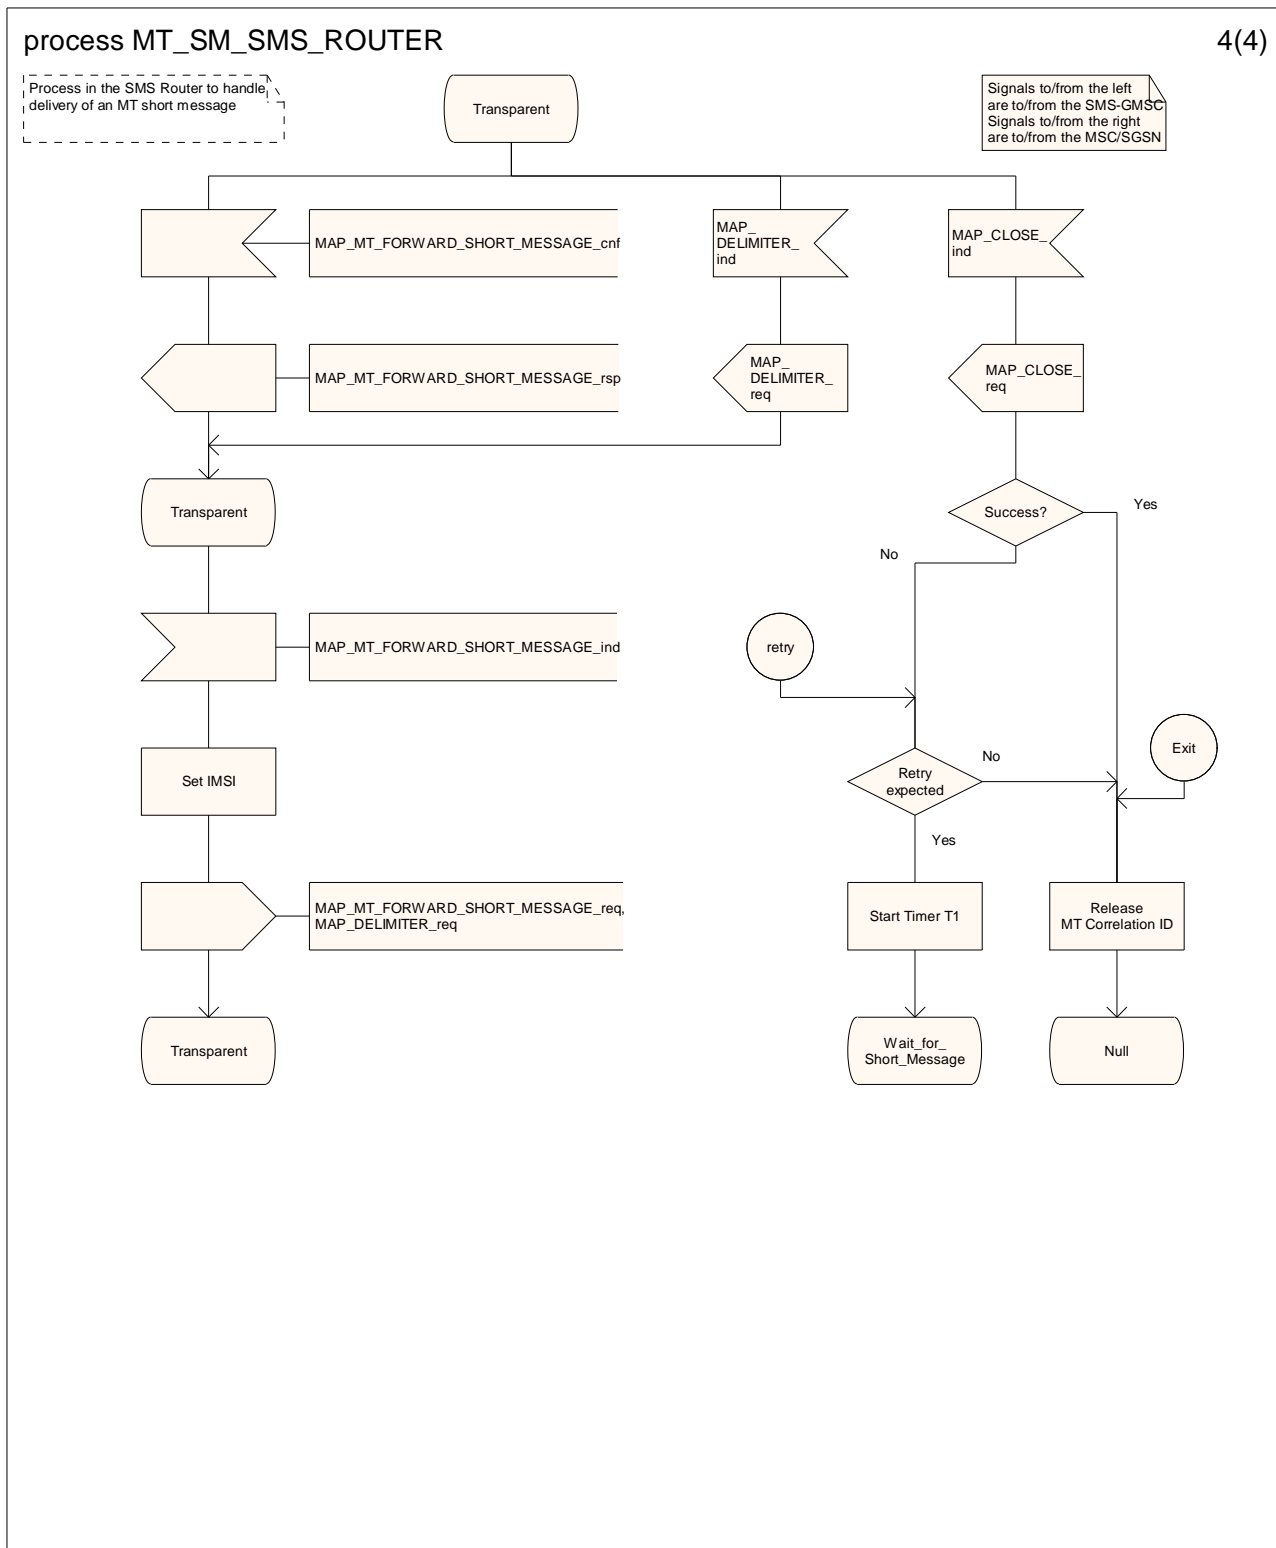 process MT_SM_SMS_ROUTER
4(4)
Process in the SMS Router to handle
delivery of an MT short message
Transparent
Signals to/from the left
are to/from the SMS-GMSC
Signals to/from the right
are to/from the MSC/SGSN
MAP_MT_FORWARD_SHORT_MESSAGE_cnf
MAP_
DELIMITER_
ind
MAP_CLOSE_
ind
MAP_MT_FORWARD_SHORT_MESSAGE_rsp
MAP_
DELIMITER_
req
MAP_CLOSE_
req
Transparent
Success?
Yes
No
MAP_MT_FORWARD_SHORT_MESSAGE_ind
retry
Set IMSI
Retry
expected
No
Exit
Yes
MAP_MT_FORWARD_SHORT_MESSAGE_req,
MAP_DELIMITER_req
Start Timer T1
Release
MT Correlation ID
Transparent
Wait_for_
Short_Message
Null